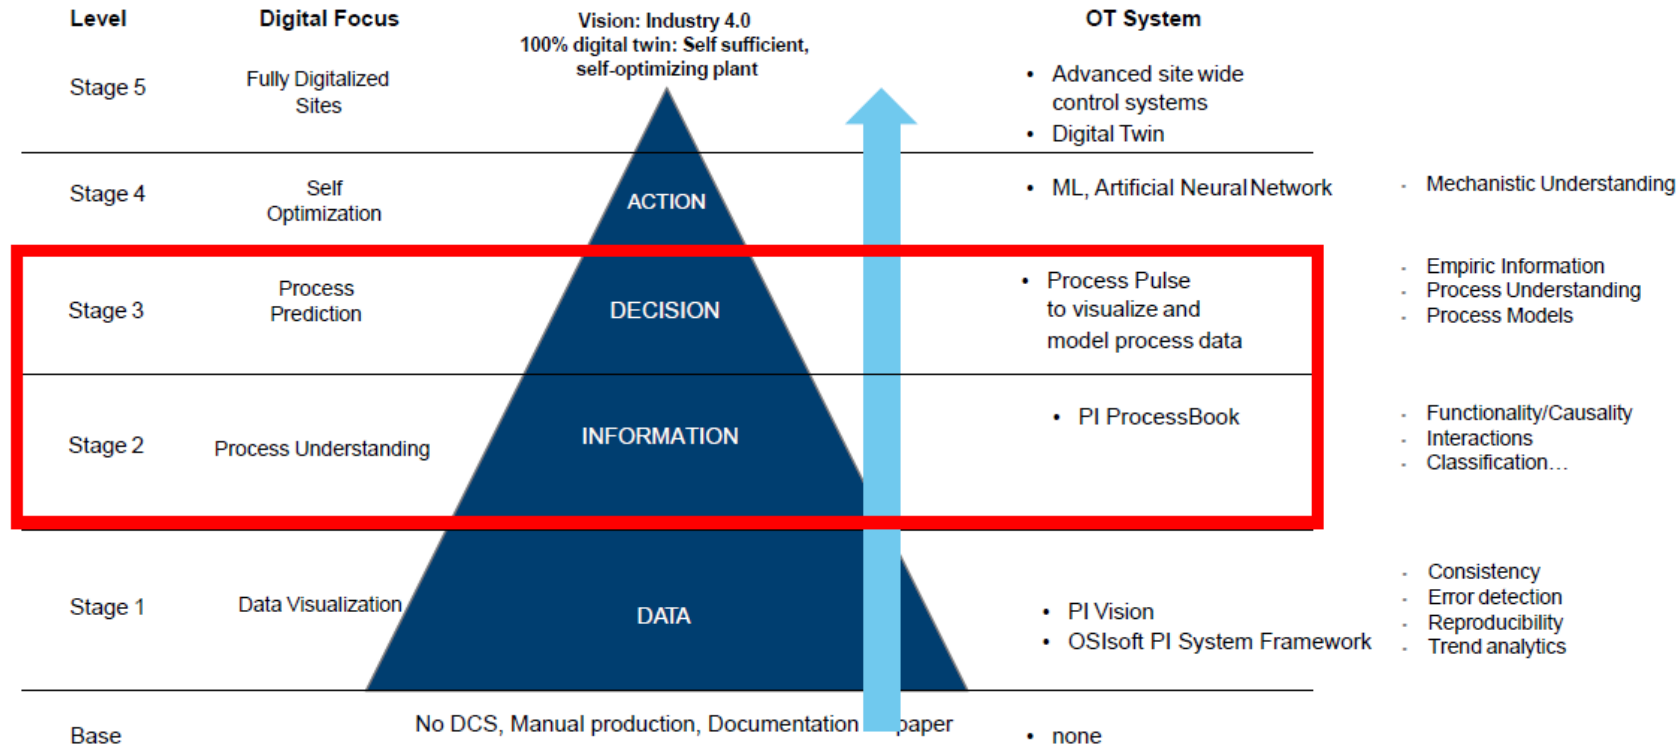 Level
Digital Focus
Vision: Industry 4.0
100% digital twin: Self sufficient,
self-optimizing plant
OT System
Stage 5
Fully Digitalized
Sites
• Advanced site wide
control systems
• Digital Twin
Stage 4
Self
Optimization
ACTION
• ML, Artificial Neural Network
- Mechanistic Understanding
Stage 3
Process
Prediction
DECISION
• Process Pulse
to visualize and
model process data
- Empiric Information
- Process Understanding
- Process Models
Stage 2
Process Understanding
INFORMATION
• PI ProcessBook
- Functionality/Causality
- Interactions
- Classification…
Stage 1
Data Visualization
DATA
• PI Vision
• OSIsoft PI System Framework
- Consistency
- Error detection
- Reproducibility
- Trend analytics
Base
No DCS, Manual production, Documentation paper
• none